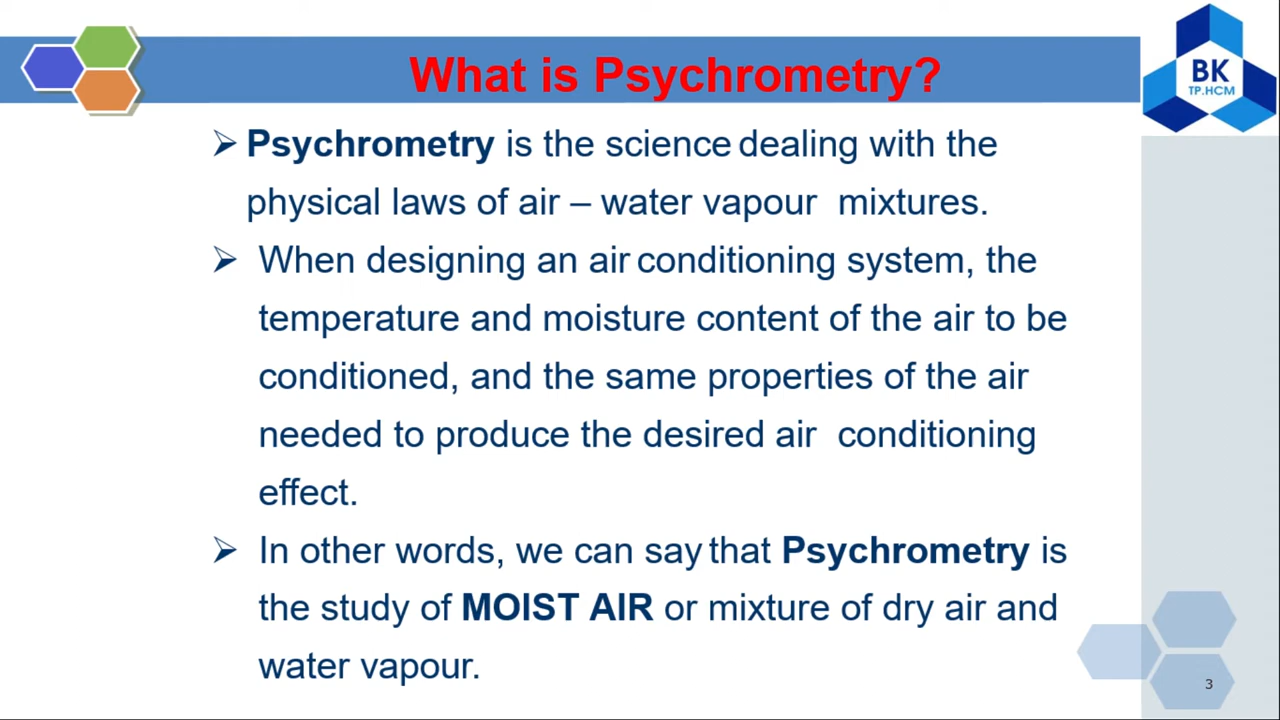 What is Psychrometry?
BK
TP.HCM
Psychrometry is the science dealing with the
physical laws of air – water vapour mixtures.
When designing an air conditioning system, the
temperature and moisture content of the air to be
conditioned, and the same properties of the air
needed to produce the desired air conditioning
effect.
In other words, we can say that Psychrometry is
the study of MOIST AIR or mixture of dry air and
water vapour.
3